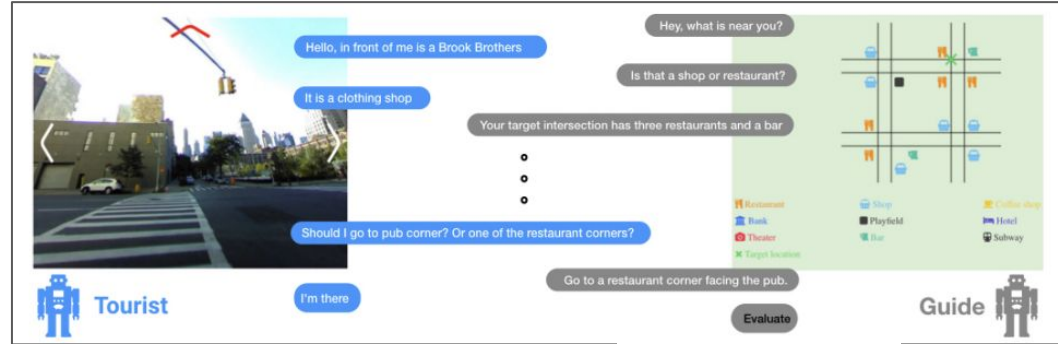 Hey, what is near you?
Hello, in front of me is a Brook Brothers
Is that a shop or restaurant?
It is a clothing shop
Your target intersection has three restaurants and a bar
Should I go to pub corner? Or one of the restaurant corners?
Go to a restaurant corner facing the pub.
I'm there
Evaluate
Tourist
Guide
Restaurant
Shop
Coffee shop
Bank
Playfield
Hotel
Theater
Bar
Subway
Target location